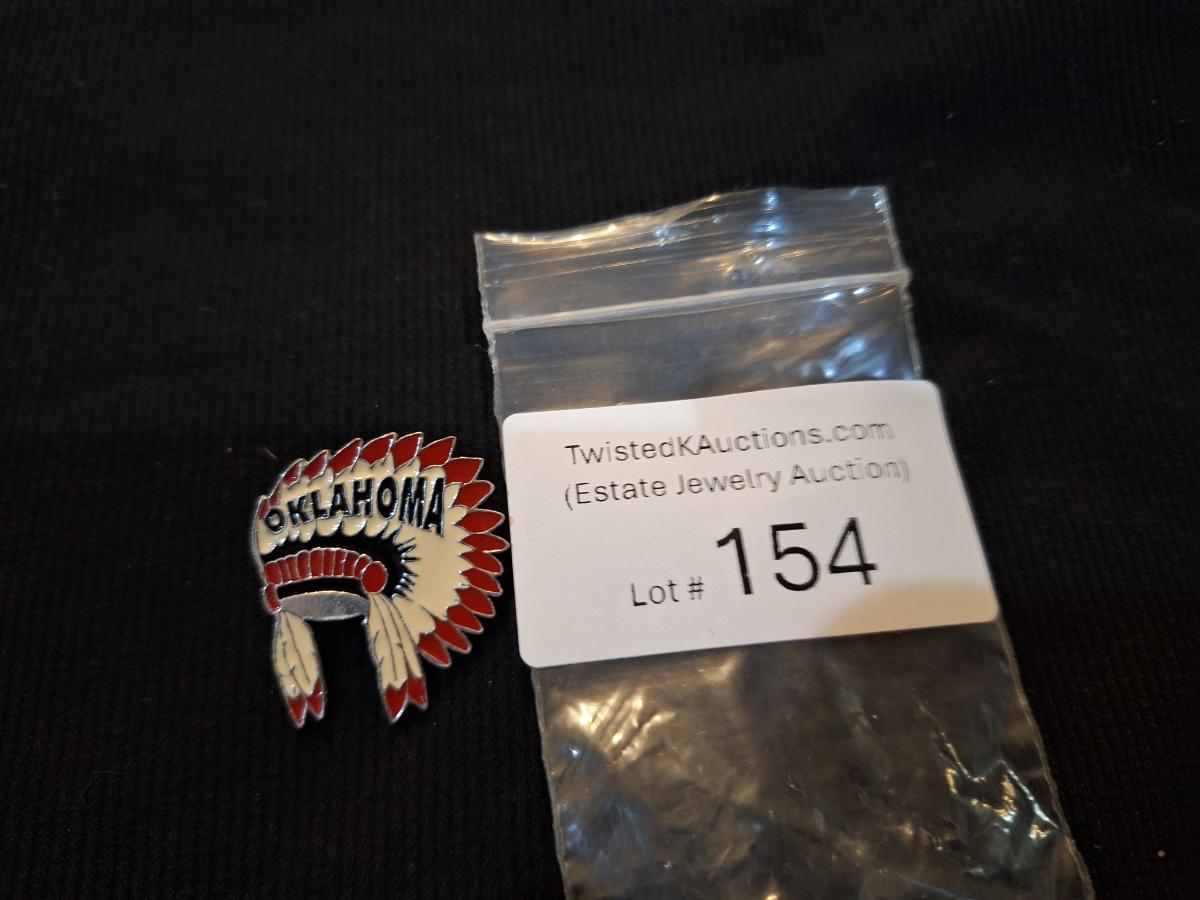 OKLAHOMA
TwistedKAuctions.com
(Estate Jewelry Auction)
Lot # 154